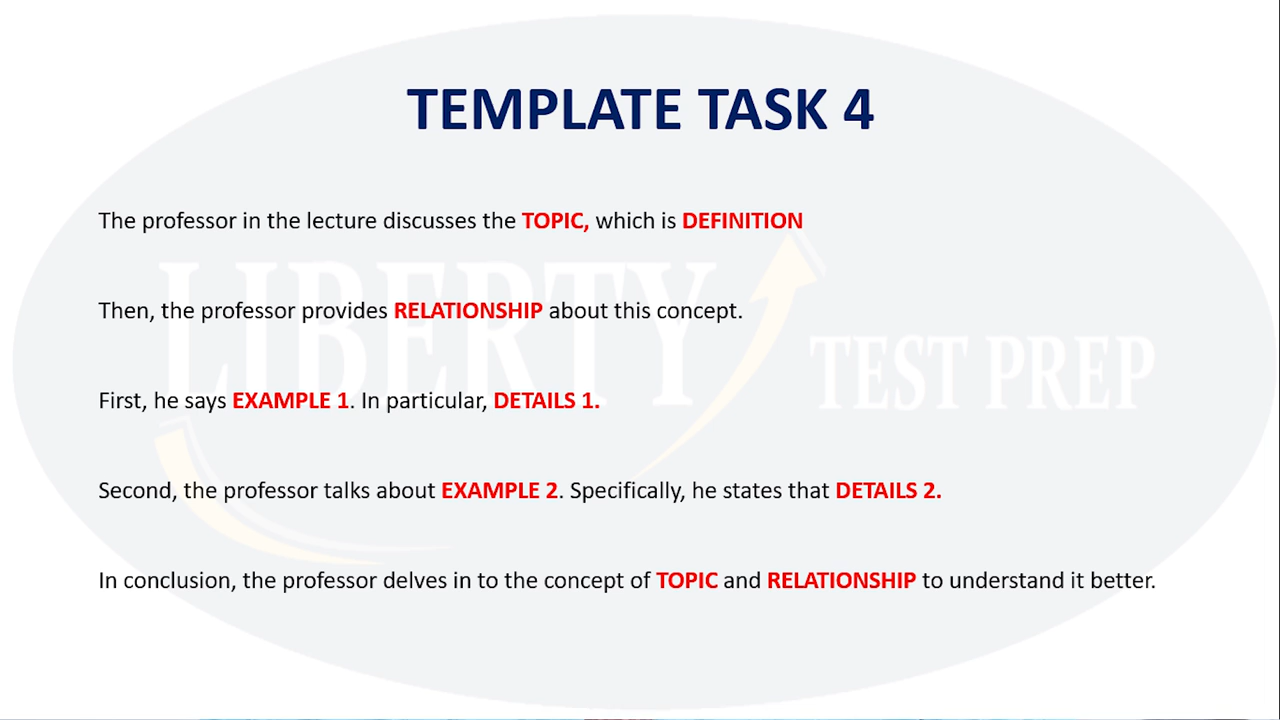 TEMPLATE TASK 4
The professor in the lecture discusses the TOPIC, which is DEFINITION
Then, the professor provides RELATIONSHIP about this concept.
First, he says EXAMPLE 1. In particular, DETAILS 1.
Second, the professor talks about EXAMPLE 2. Specifically, he states that DETAILS 2.
In conclusion, the professor delves in to the concept of TOPIC and RELATIONSHIP to understand it better.
LIBERTY TEST PREP